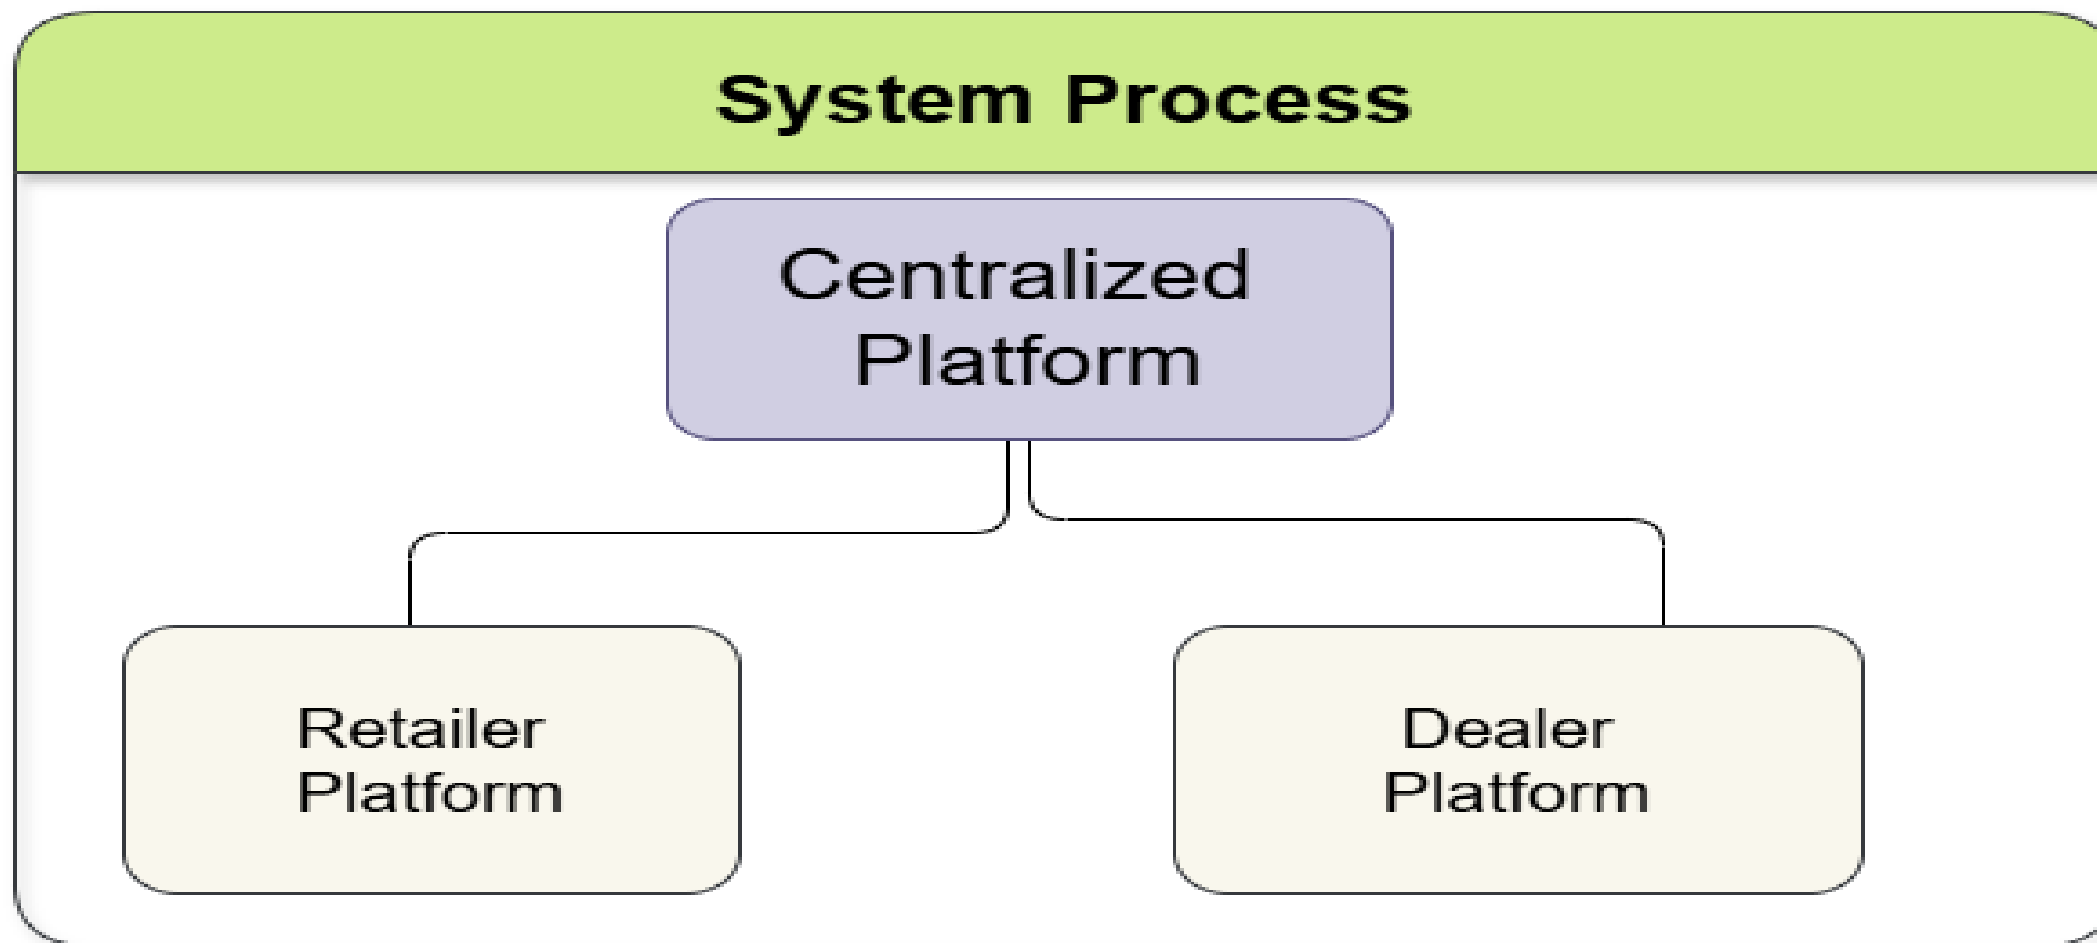 System Process
Centralized
Platform
Retailer
Platform
Dealer
Platform